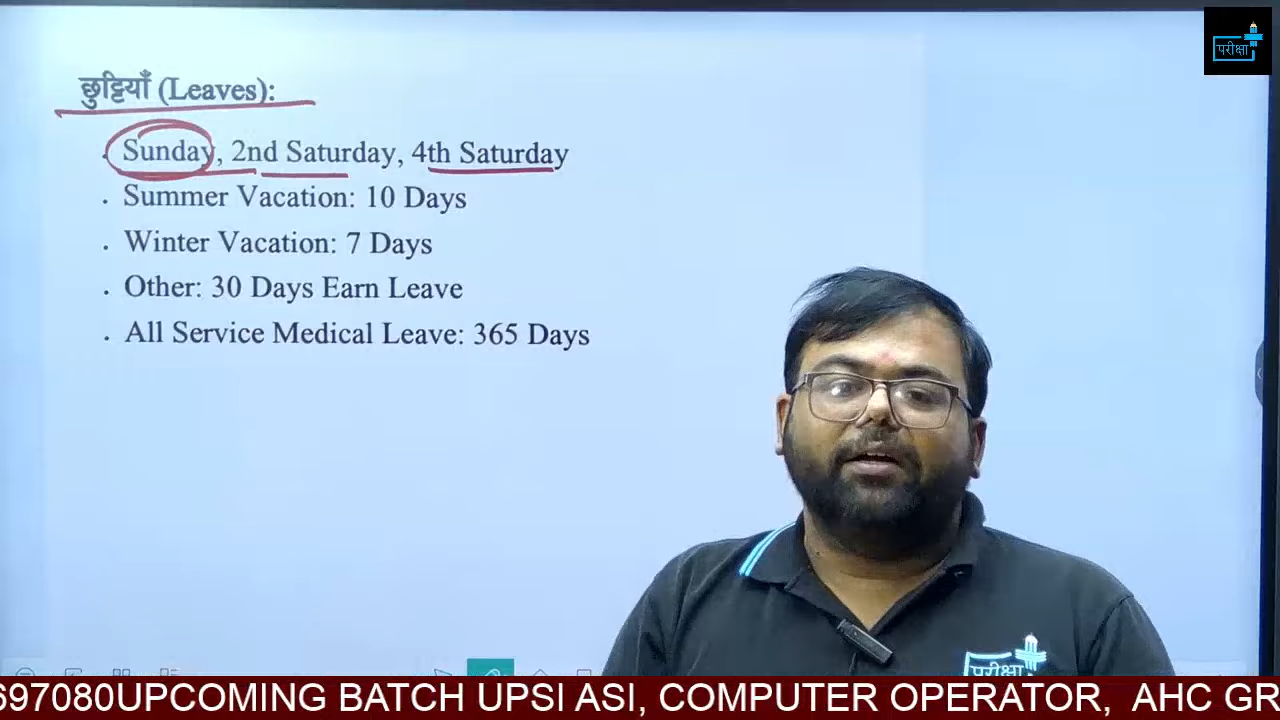 परीक्षा
छुट्टियाँ (Leaves):
Sunday, 2nd Saturday, 4th Saturday
Summer Vacation: 10 Days
Winter Vacation: 7 Days
Other: 30 Days Earn Leave
All Service Medical Leave: 365 Days
परीक्षा
697080UPCOMING BATCH UPSI ASI, COMPUTER OPERATOR, AHC GR